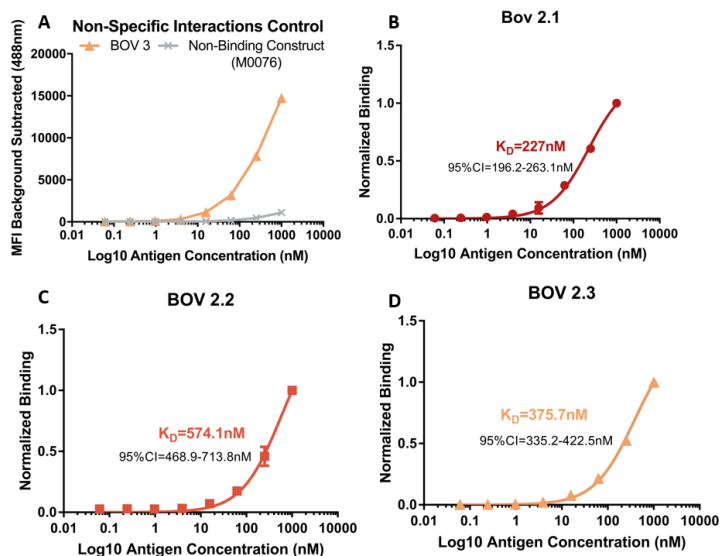 A
Non-Specific Interactions Control
BOV 3
Non-Binding Construct
(M0076)
MFI Background Subtracted (488nm)
20000
15000
10000
5000
0
0.01 0.1 1 10 100 1000 10000
Log10 Antigen Concentration (nM)
B
Bov 2.1
Normalized Binding
1.5
1.0
0.5
0.0
KD=227nM
95%CI=196.2-263.1nM
0.01 0.1 1 10 100 1000 10000
Log10 Antigen Concentration (nM)
C
BOV 2.2
Normalized Binding
1.5
1.0
0.5
0.0
KD=574.1nM
95%CI=468.9-713.8nM
0.01 0.1 1 10 100 1000 10000
Log10 Antigen Concentration (nM)
D
BOV 2.3
Normalized Binding
1.5
1.0
0.5
0.0
KD=375.7nM
95%CI=335.2-422.5nM
0.01 0.1 1 10 100 1000 10000
Log10 Antigen Concentration (nM)